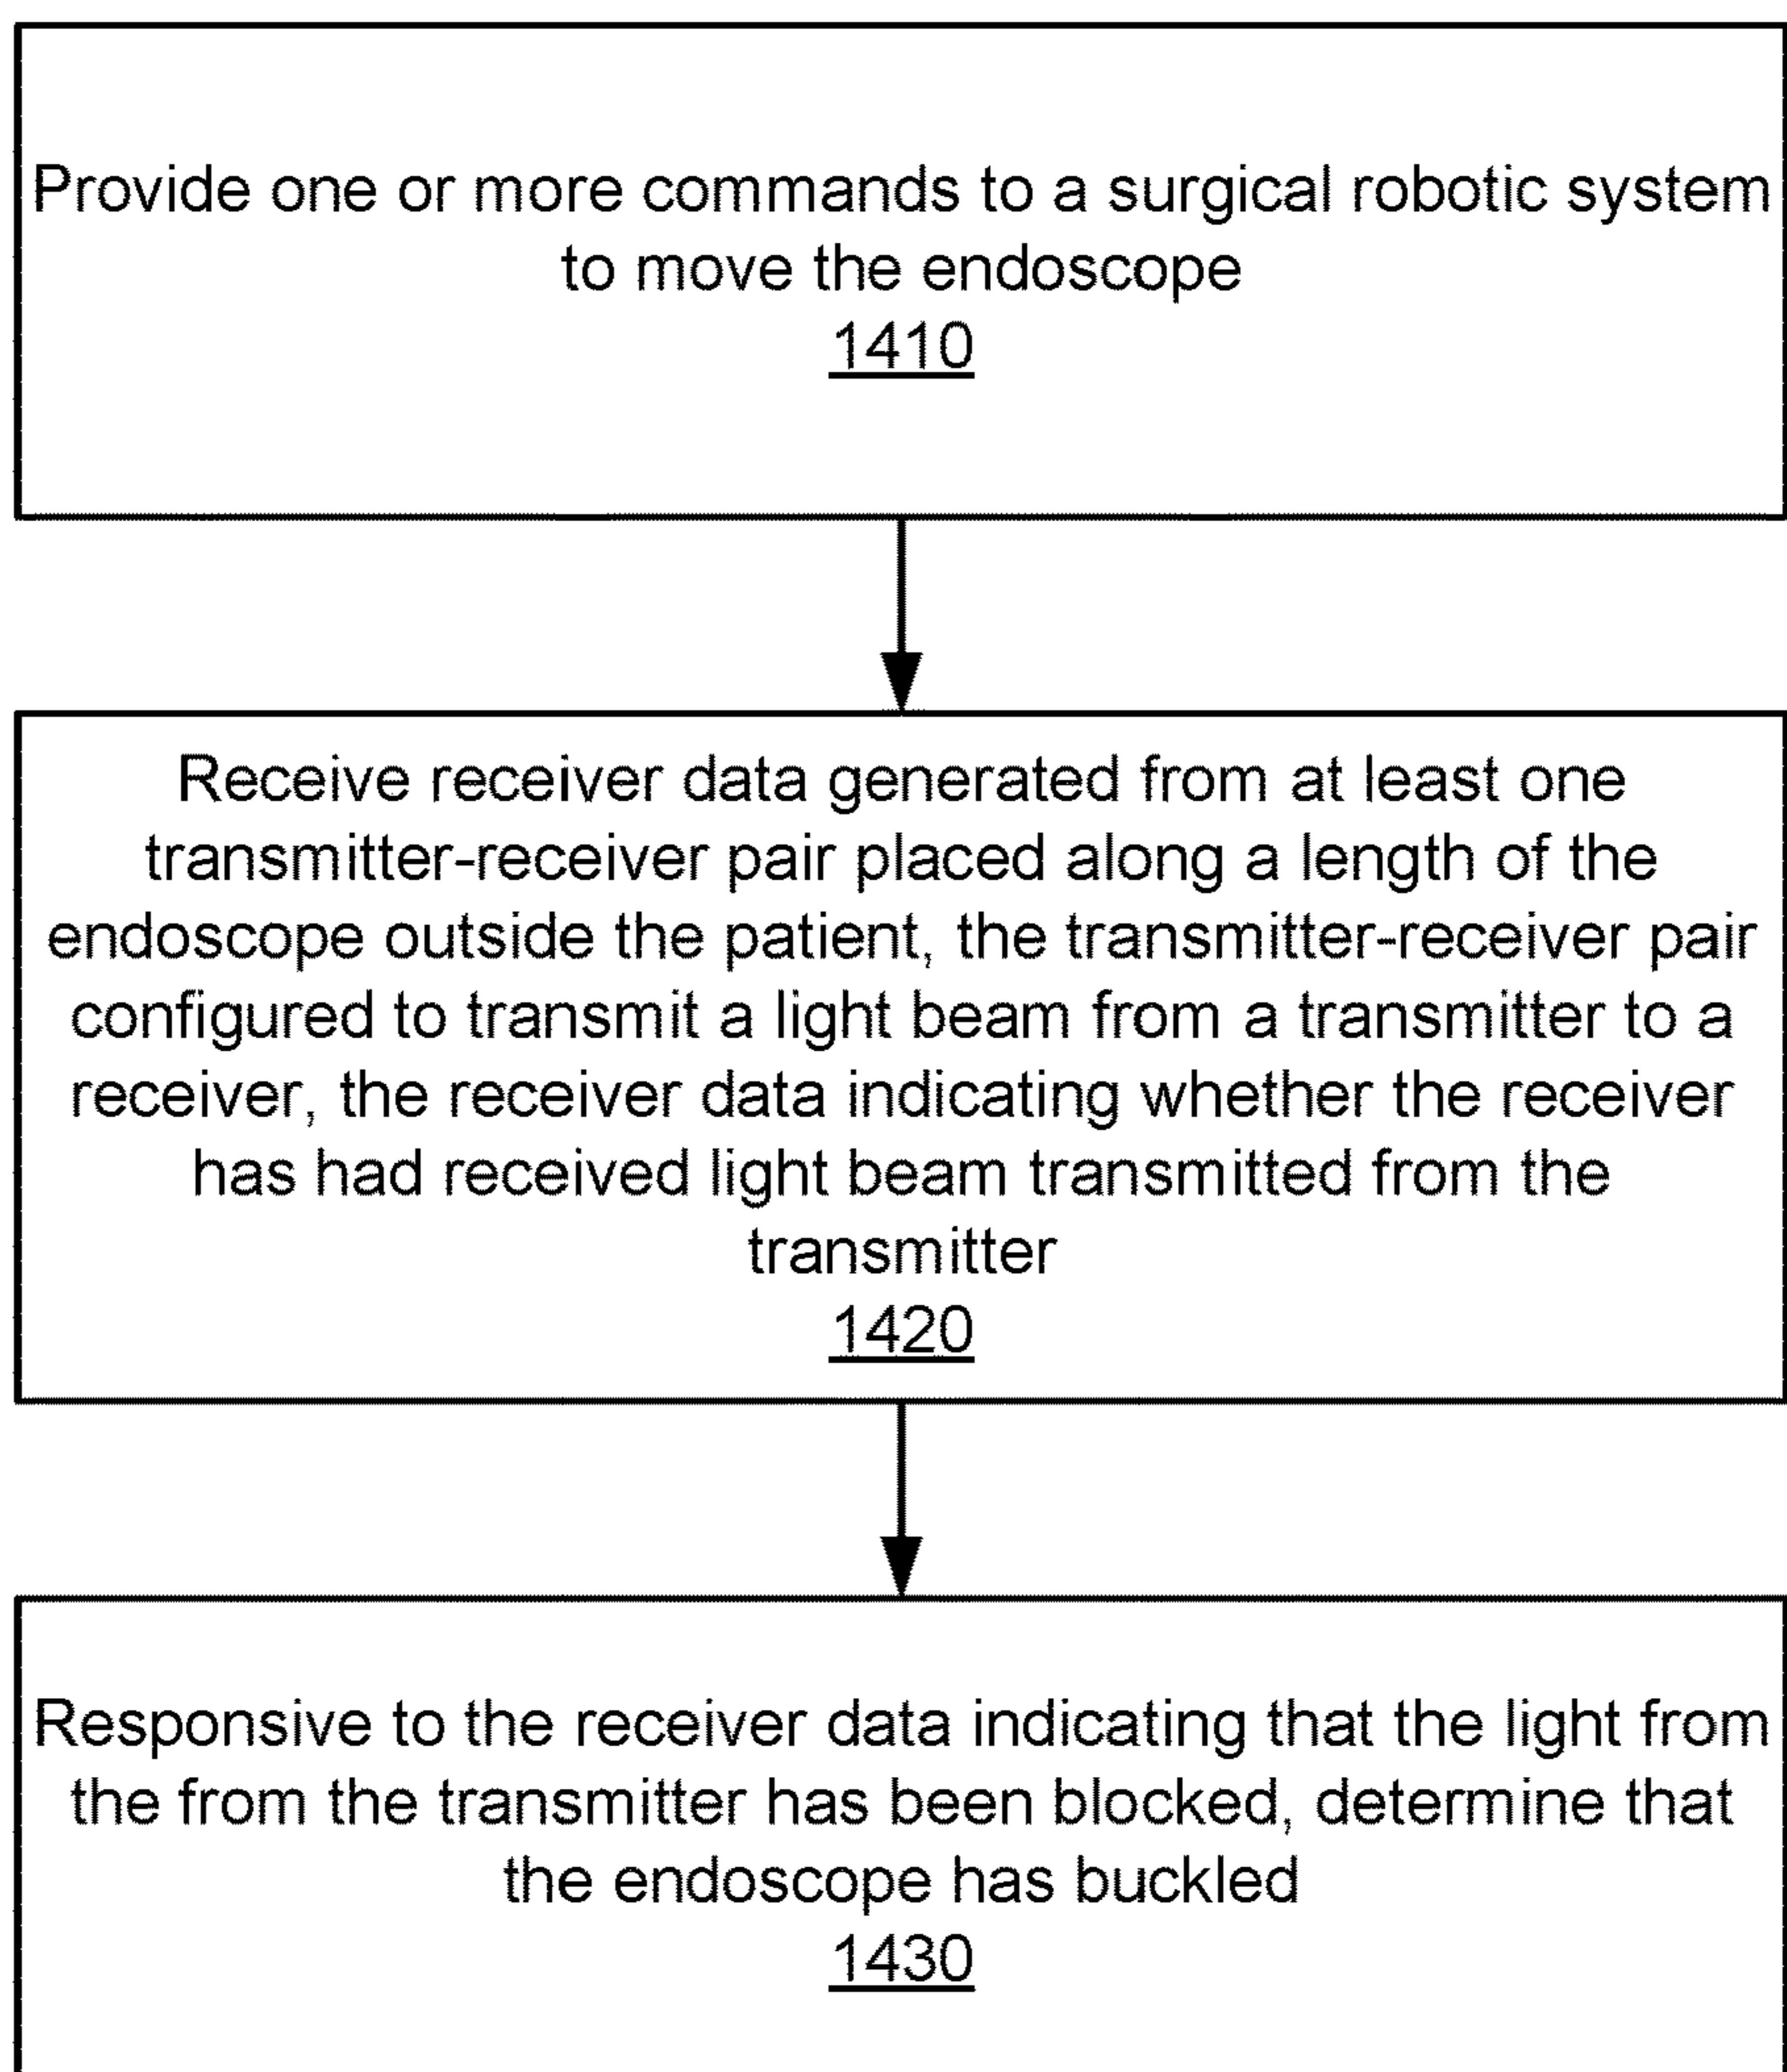 Provide one or more commands to a surgical robotic system
to move the endoscope
1410
Receive receiver data generated from at least one
transmitter-receiver pair placed along a length of the
endoscope outside the patient, the transmitter-receiver pair
configured to transmit a light beam from a transmitter to a
receiver, the receiver data indicating whether the receiver
has had received light beam transmitted from the
transmitter
1420
Responsive to the receiver data indicating that the light from
the from the transmitter has been blocked, determine that
the endoscope has buckled
1430